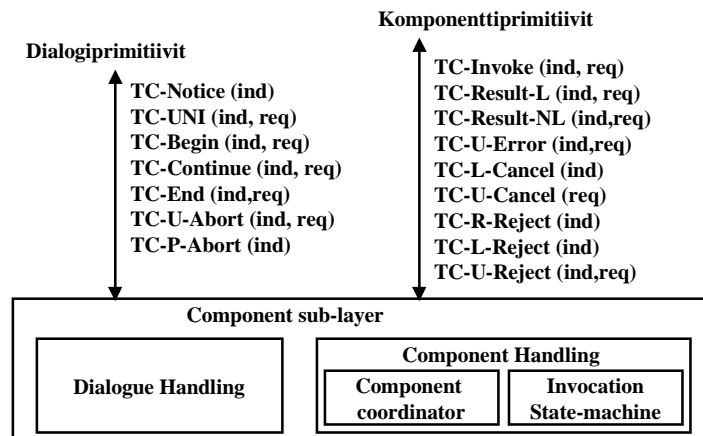 Dialogiprimitiivit
TC-Notice (ind)
TC-UNI (ind, req)
TC-Begin (ind, req)
TC-Continue (ind, req)
TC-End (ind,req)
TC-U-Abort (ind, req)
TC-P-Abort (ind)
Komponenttiprimitiivit
TC-Invoke (ind, req)
TC-Result-L (ind, req)
TC-Result-NL (ind,req)
TC-U-Error (ind,req)
TC-L-Cancel (ind)
TC-U-Cancel (req)
TC-R-Reject (ind)
TC-L-Reject (ind)
TC-U-Reject (ind,req)
Component sub-layer
Dialogue Handling
Component Handling
Component
coordinator
Invocation
State-machine